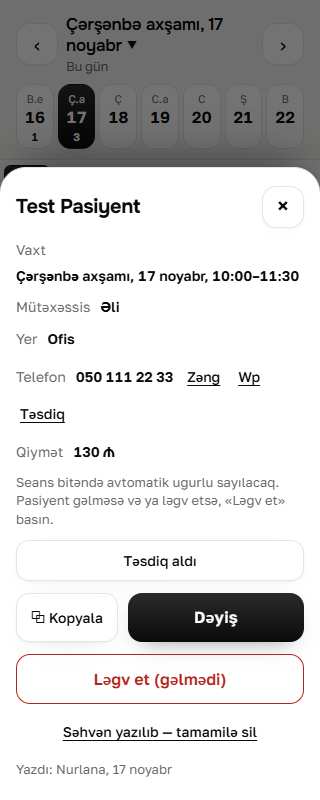 ‹
Çərşənbə axşamı, 17
noyabr ▼
Bu gün
›
B.e Ç.a Ç C.a C Ş B
16 17 18 19 20 21 22
1 3
Test Pasiyent
×
Vaxt
Çərşənbə axşamı, 17 noyabr, 10:00–11:30
Mütəxəssis Əli
Yer Ofis
Telefon 050 111 22 33 Zəng Wp
Təsdiq
Qiymət 130 ₼
Seans bitəndə avtomatik uğurlu sayılacaq.
Pasiyent gəlməsə və ya ləğv etsə, «Ləğv et»
basın.
Təsdiq aldı
Kopyala Dəyiş
Ləğv et (gəlmədi)
Səhvən yazılıb — tamamilə sil
Yazdı: Nurlana, 17 noyabr